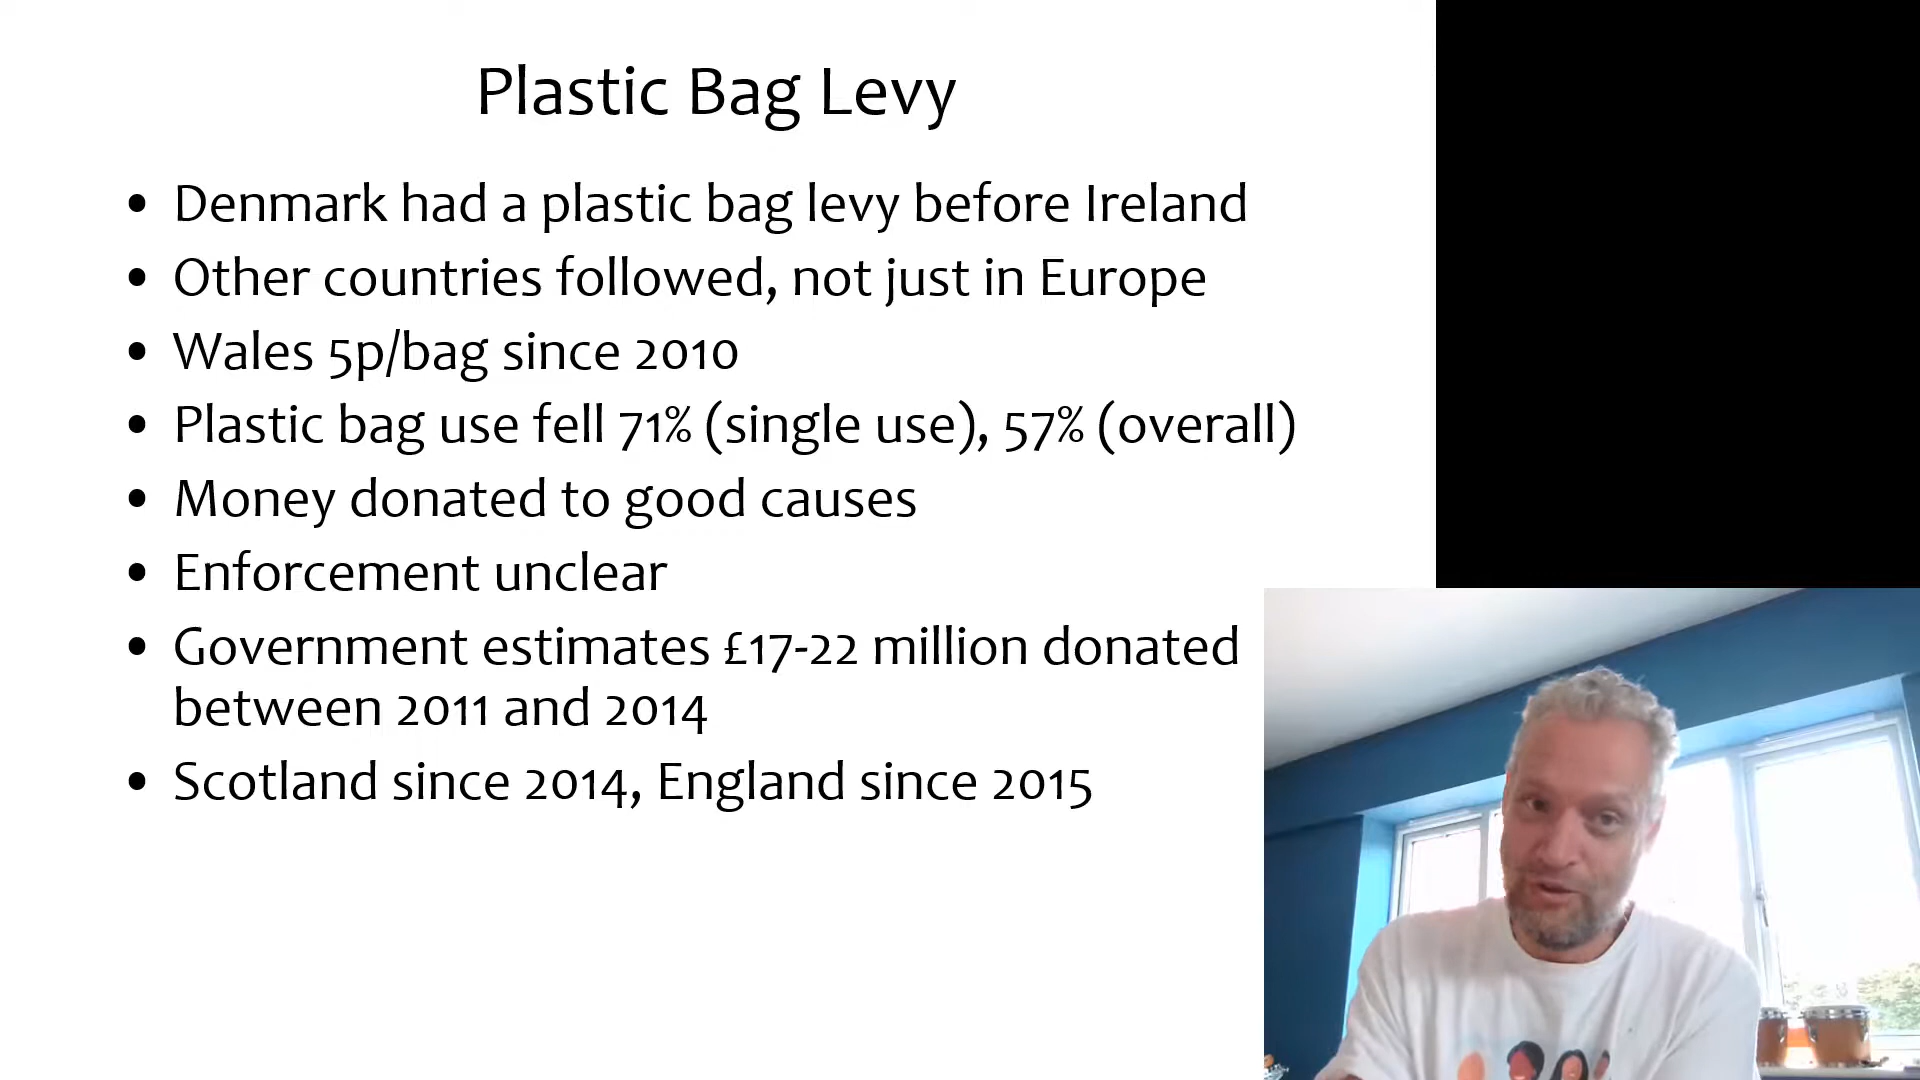 Plastic Bag Levy
• Denmark had a plastic bag levy before Ireland
• Other countries followed, not just in Europe
• Wales 5p/bag since 2010
• Plastic bag use fell 71% (single use), 57% (overall)
• Money donated to good causes
• Enforcement unclear
• Government estimates £17-22 million donated
between 2011 and 2014
• Scotland since 2014, England since 2015